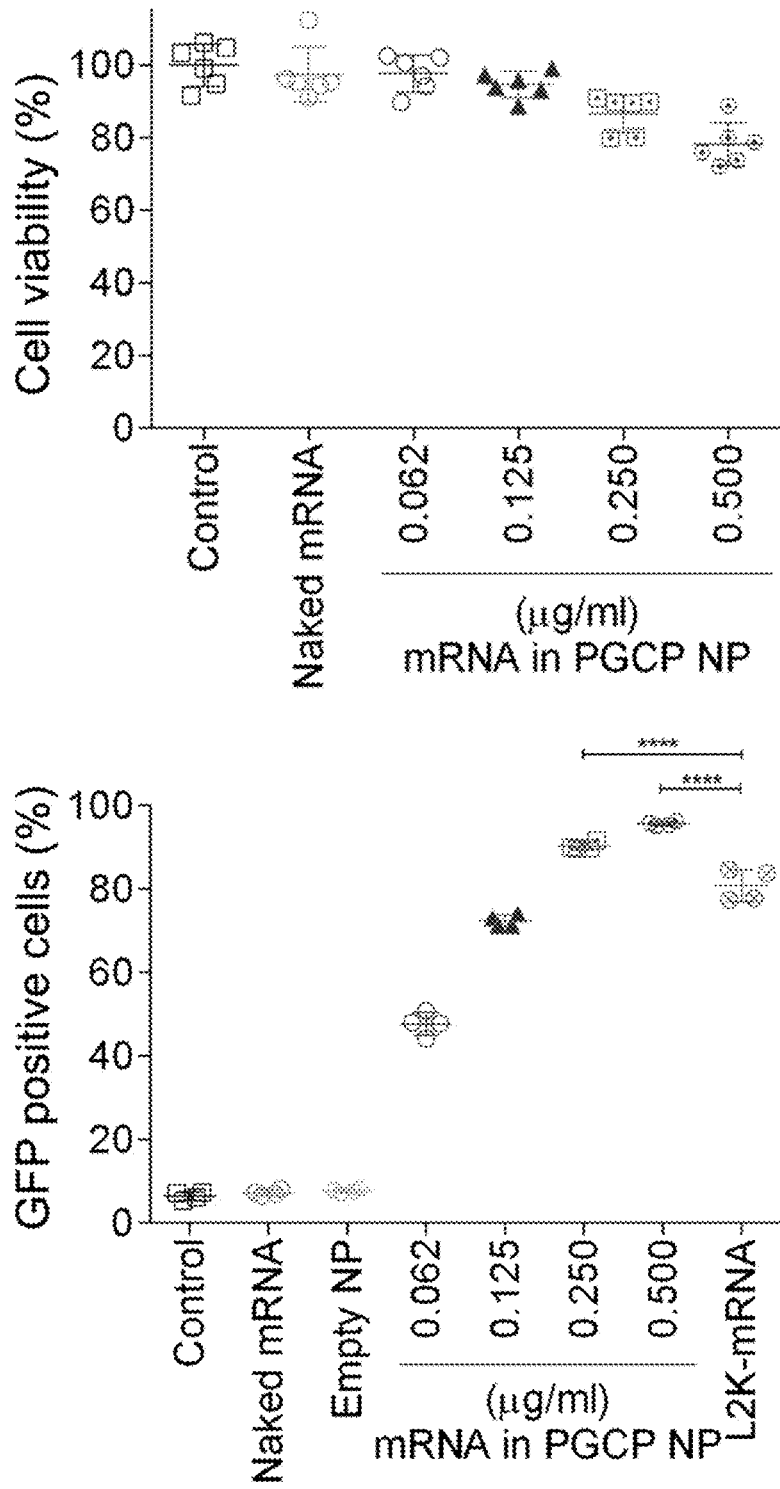 Cell viability (%)
100
80
60
40
20
0
Control
Naked mRNA
0.062
0.125
0.250
0.500
(μg/ml)
mRNA in PGCP NP
****
****
GFP positive cells (%)
100
80
60
40
20
0
Control
Naked mRNA
Empty NP
0.062
0.125
0.250
0.500
L2K-mRNA
(μg/ml)
mRNA in PGCP NP